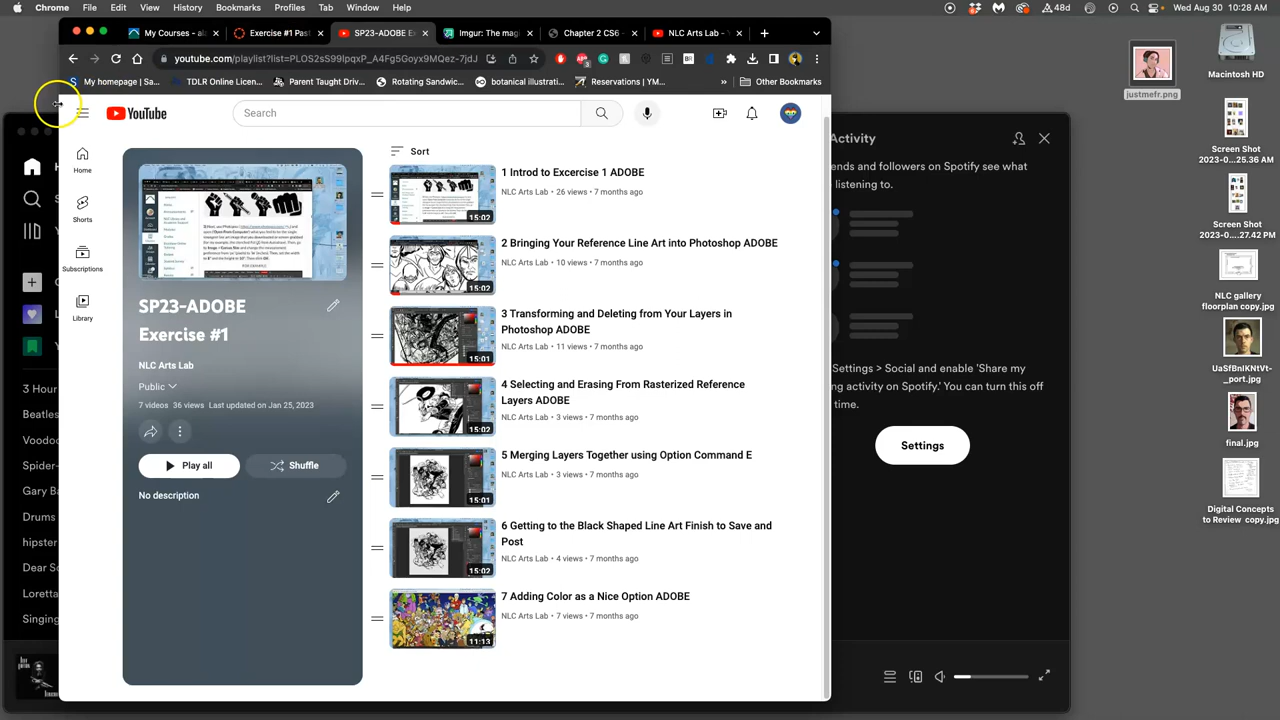 Chrome File Edit View History Bookmarks Profiles Tab Window Help
48d Wed Aug 30 10:28 AM
My Courses - ala
Exercise #1 Past
SP23-ADOBE Ex
Imgur: The magi
Chapter 2 CS6 -
NLC Arts Lab - Y
youtube.com/playlist?list=PLOS2sS99IpqxP_A4Fg5Goyx9MQez-7jdJ
My homepage | Sa...
TDLR Online Licen...
Parent Taught Driv...
Rotating Swardick...
botanical illustrati...
Reservations | YM...
Other Bookmarks
YouTube
Search
Home
Shorts
Subscriptions
Library
SP23-ADOBE
Exercise #1
NLC Arts Lab
Public
7 videos 36 views Last updated on Jan 25, 2023
Play all
Shuffle
No description
Sort
1 Introd to Excercise 1 ADOBE
NLC Arts Lab • 26 views • 7 months ago
15:02
2 Bringing Your Reference Line Art into Photoshop ADOBE
NLC Arts Lab • 10 views • 7 months ago
15:02
3 Transforming and Deleting from Your Layers in
Photoshop ADOBE
NLC Arts Lab • 11 views • 7 months ago
15:01
4 Selecting and Erasing From Rasterized Reference
Layers ADOBE
NLC Arts Lab • 3 views • 7 months ago
15:02
5 Merging Layers Together using Option Command E
NLC Arts Lab • 3 views • 7 months ago
15:01
6 Getting to the Black Shaped Line Art Finish to Save and
Post
NLC Arts Lab • 4 views • 7 months ago
15:02
7 Adding Color as a Nice Option ADOBE
NLC Arts Lab • 7 views • 7 months ago
11:13
3 Hour
Beatles
Voodoo
Spider-
Gary Ba
Drums
hipster
Dear So
Loretta
Singing
Activity
ends and followers on Spotify see what
listening to.
Settings > Social and enable 'Share my
ng activity on Spotify.' You can turn this off
time.
Settings
justmefr.png
Macintosh HD
Screen Shot
2023-0...25.36 AM
Screen Shot
2023-0....27.42 PM
NLC gallery
floorplan copy.jpg
UaSfBnIKNtVt-
_port.jpg
final.jpg
Digital Concepts
to Review copy.jpg